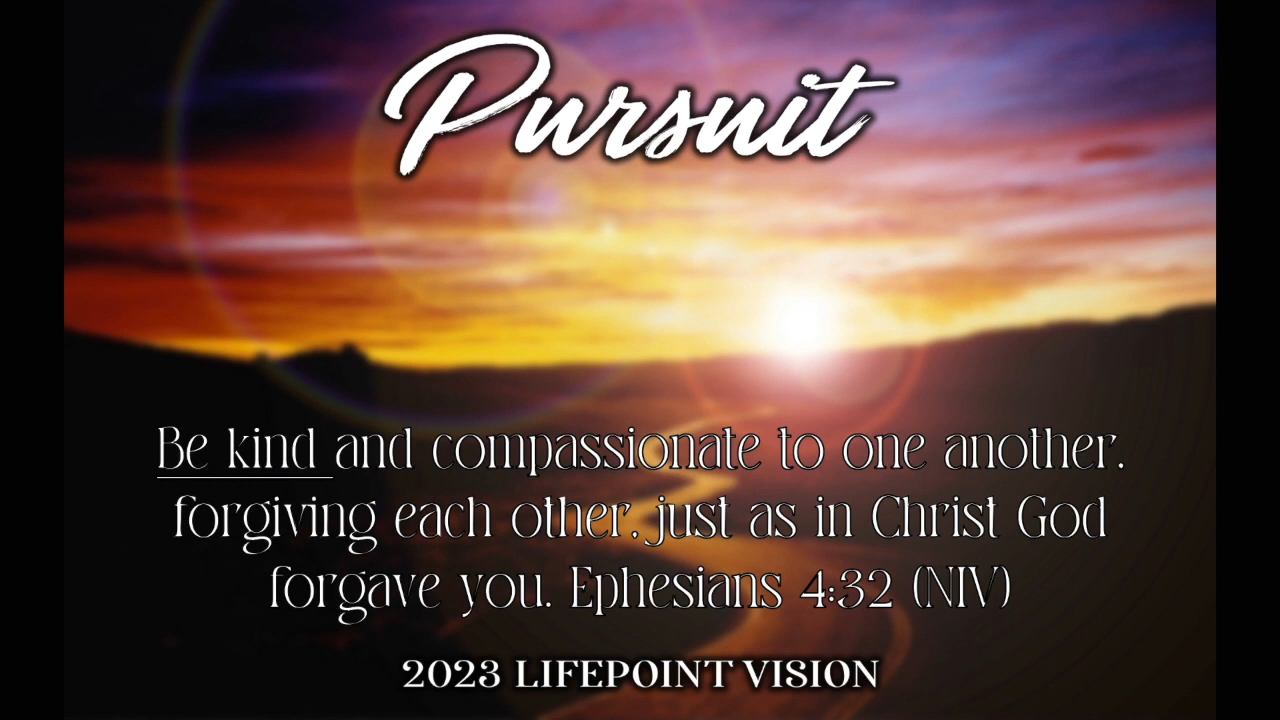 Pursuit
Be kind and compassionate to one another,
forgiving each other, just as in Christ God
forgave you. Ephesians 4:32 (NIV)
2023 LIFEPOINT VISION